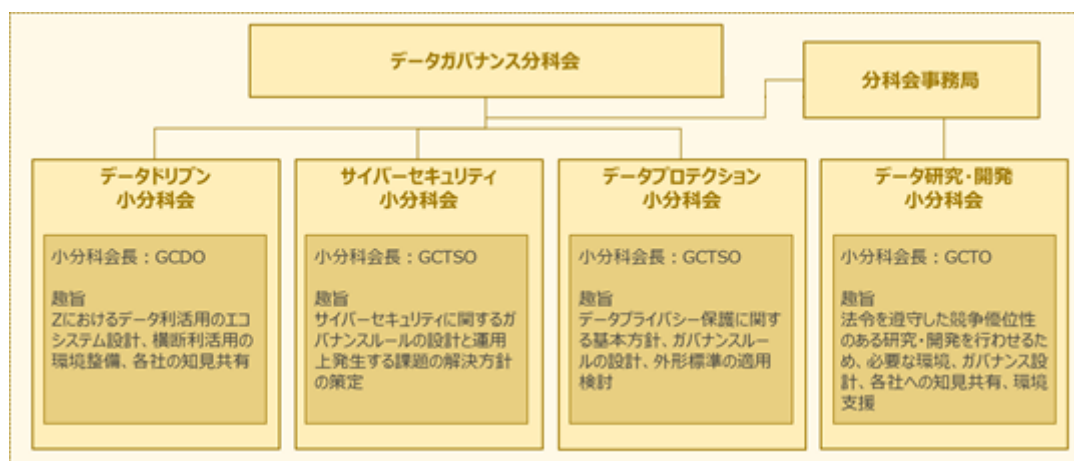 データガバナンス分科会
分科会事務局
データドリブン
小分科会
小分科会長：GCDO
趣旨
Zにおけるデータ利活用のエコ
システム設計、横断利活用の
環境整備、各社の知見共有
サイバーセキュリティ
小分科会
小分科会長：GCTSO
趣旨
サイバーセキュリティに関するガ
バナンスルールの設計と運用
上発生する課題の解決方針
の策定
データプロテクション
小分科会
小分科会長：GCTSO
趣旨
データプライバシー保護に関す
る基本方針、ガバナンスルー
ルの設計、外形標準の適用
検討
データ研究・開発
小分科会
小分科会長：GCTO
趣旨
法令を遵守した競争優位性
のある研究・開発を行わせるた
め、必要な環境、ガバナンス設
計、各社への知見共有、環境
支援